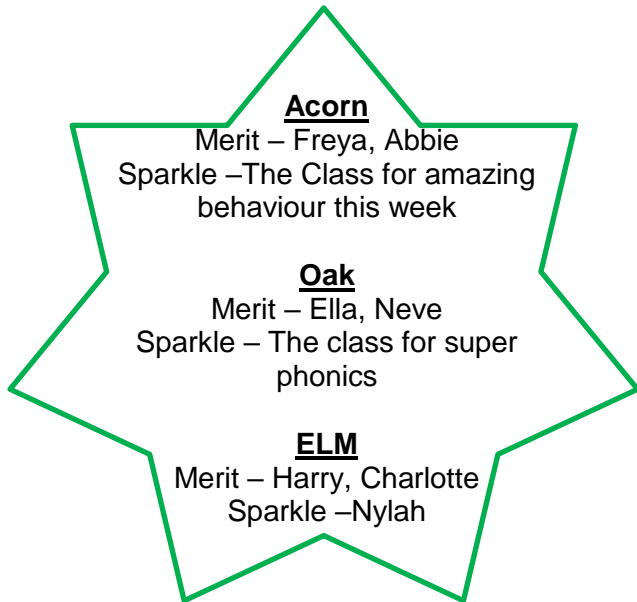 Acorn
Merit – Freya, Abbie
Sparkle –The Class for amazing
behaviour this week
Oak
Merit – Ella, Neve
Sparkle – The class for super
phonics
ELM
Merit – Harry, Charlotte
Sparkle –Nylah